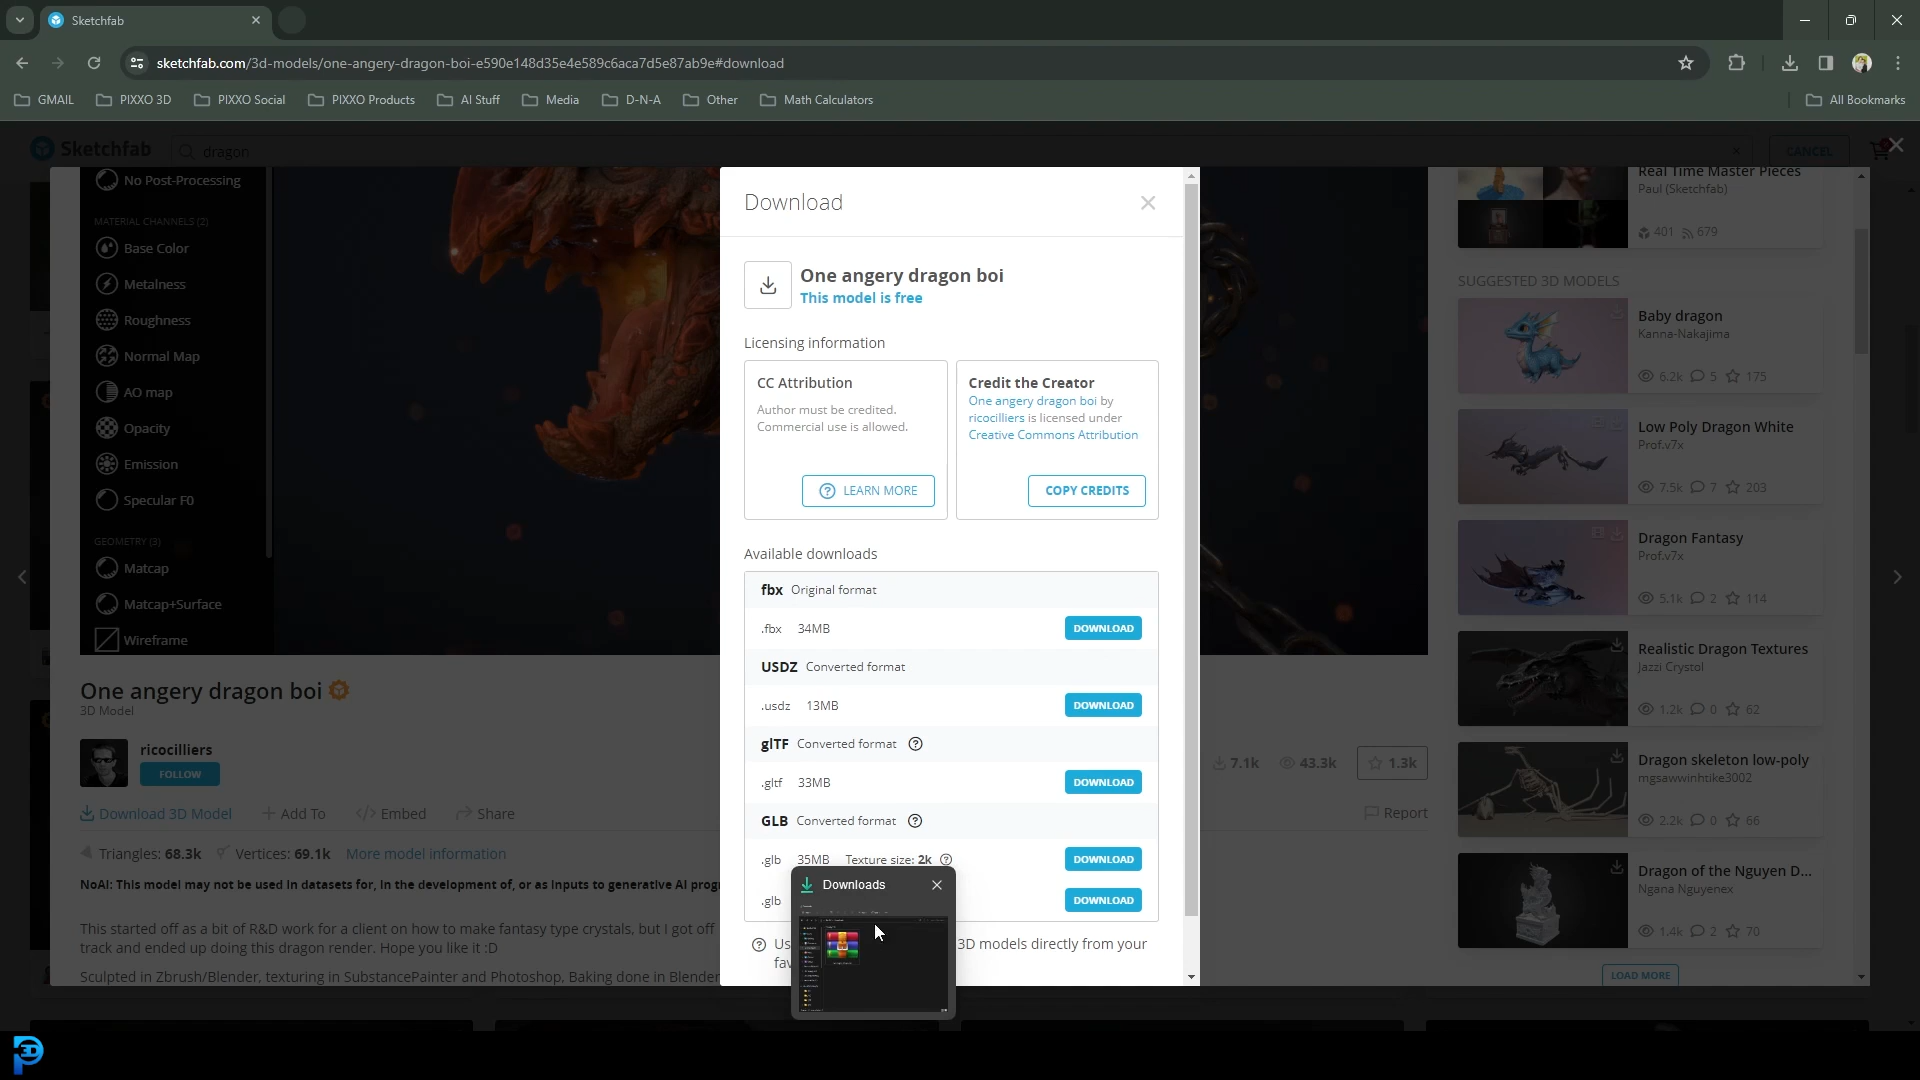 Sketchfab
sketchfab.com/3d-models/one-angery-dragon-boi-e590e148d35e4e589c6aca7d5e87ab9e#download
GMAIL
PIXXO 3D
PIXXO Social
PIXXO Products
AI Stuff
Media
D-N-A
Other
Math Calculators
All Bookmarks
Sketchfab
dragon
CANCEL
No Post-Processing
MATERIAL CHANNELS (2)
Base Color
Metalness
Roughness
Normal Map
AO map
Opacity
Emission
Specular F0
GEOMETRY (3)
Matcap
Matcap+Surface
Wireframe
One angery dragon boi
3D Model
ricocilliers
FOLLOW
Download 3D Model
Add To
Embed
Share
Triangles: 68.3k
Vertices: 69.1k
More model information
NoAI: This model may not be used in datasets for, in the development of, or as inputs to generative AI prog
This started off as a bit of R&D work for a client on how to make fantasy type crystals, but I got off
track and ended up doing this dragon render. Hope you like it :D
Sculpted in Zbrush/Blender, texturing in SubstancePainter and Photoshop, Baking done in Blender
Download
One angery dragon boi
This model is free
Licensing information
CC Attribution
Author must be credited.
Commercial use is allowed.
LEARN MORE
Credit the Creator
One angery dragon boi by
ricocilliers is licensed under
Creative Commons Attribution
COPY CREDITS
Available downloads
fbx Original format
.fbx 34MB
DOWNLOAD
USDZ Converted format
.usdz 13MB
DOWNLOAD
glTF Converted format
.gltf 33MB
DOWNLOAD
GLB Converted format
.glb 35MB Texture size: 2k
DOWNLOAD
.glb
DOWNLOAD
Downloads
3D models directly from your
7.1k
43.3k
1.3k
Report
Real Time Master Pieces
Paul (Sketchfab)
401
679
SUGGESTED 3D MODELS
Baby dragon
Kanna-Nakajima
6.2k 5 175
Low Poly Dragon White
Prof.v7x
7.5k 7 203
Dragon Fantasy
Prof.v7x
5.1k 2 114
Realistic Dragon Textures
Jazzi Crystol
1.2k 0 62
Dragon skeleton low-poly
mgsawwinhtike3002
2.2k 0 66
Dragon of the Nguyen D...
Ngana Nguyenex
1.4k 2 70
LOAD MORE
3D